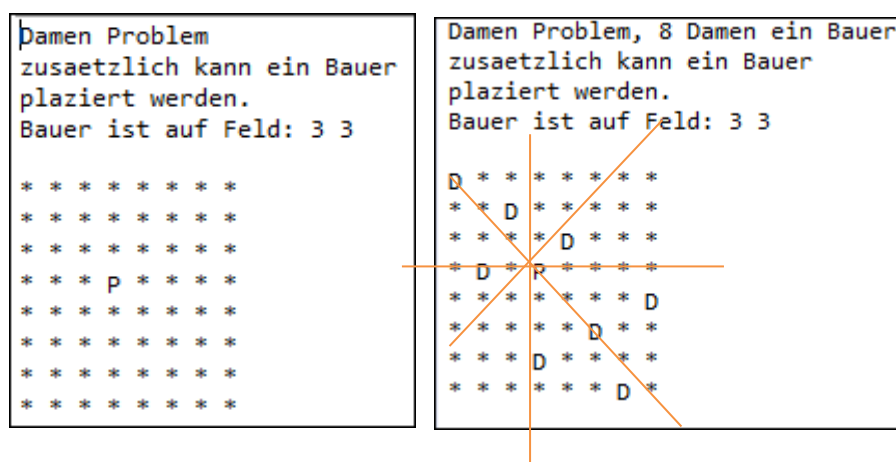 Damen Problem
zusaetzlich kann ein Bauer
plaziert werden.
Bauer ist auf Feld: 3 3
* * * * * * * *
* * * * * * * *
* * * * * * * *
* * * P * * * *
* * * * * * * *
* * * * * * * *
* * * * * * * *
* * * * * * * *
Damen Problem, 8 Damen ein Bauer
zusaetzlich kann ein Bauer
plaziert werden.
Bauer ist auf Feld: 3 3
D * * * * * * *
* * D * * * * *
* * * * D * * *
* D * P * * * *
* * * * * * * D
* * * * * D * *
* * * D * * * *
* * * * * * D *